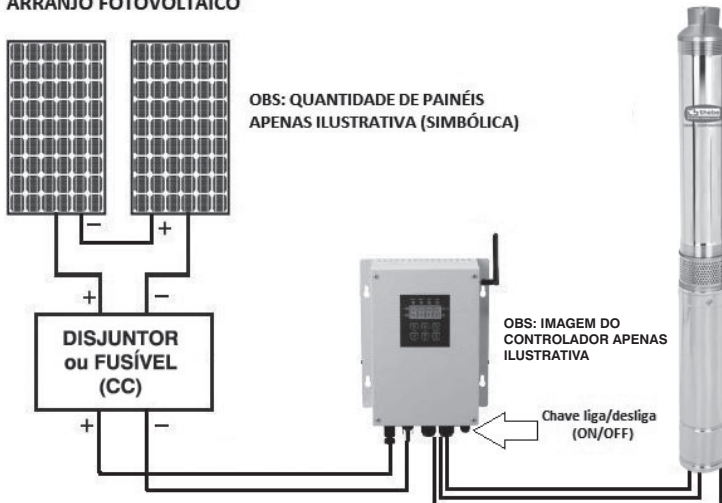 ARRANJO FOTOVOLTAICO
OBS: QUANTIDADE DE PAINÉIS
APENAS ILUSTRATIVA (SIMBÓLICA)
− +
+ −
DISJUNTOR
ou FUSÍVEL
(CC)
+ −
OBS: IMAGEM DO
CONTROLADOR APENAS
ILUSTRATIVA
Chave liga/desliga
(ON/OFF)